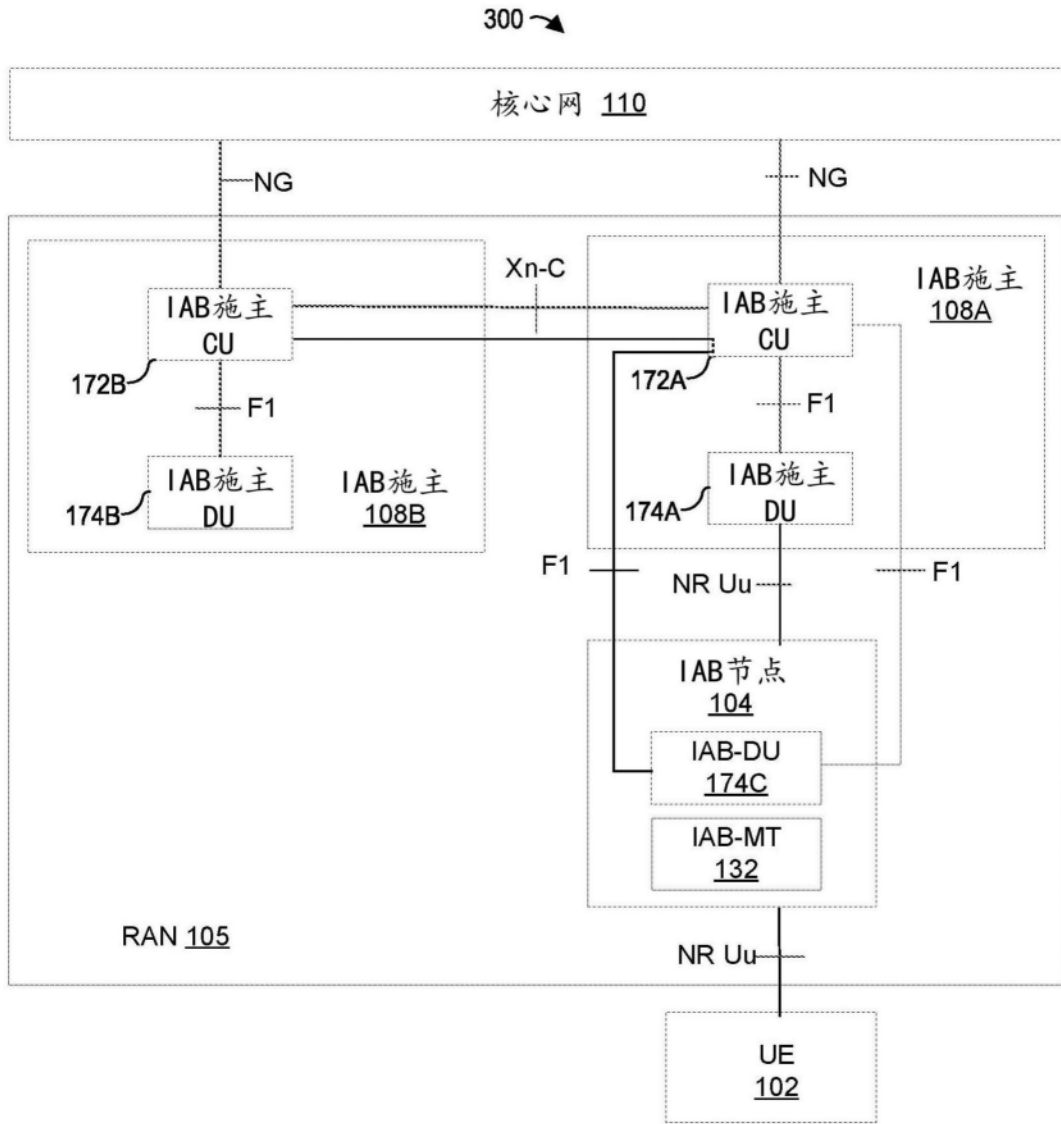 300
核心网 110
NG
NG
Xn-C
IAB施主
108A
IAB施主
CU
IAB施主
CU
172B
172A
F1
F1
IAB施主
DU
IAB施主
DU
174B
IAB施主
108B
174A
F1
NR Uu
F1
IAB节点
104
IAB-DU
174C
IAB-MT
132
RAN 105
NR Uu
UE
102